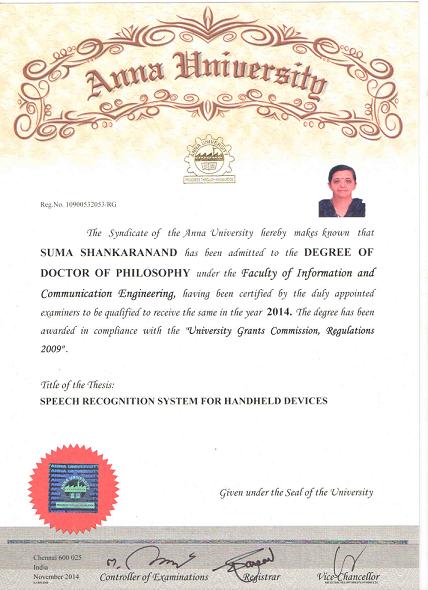 Anna University
ANNA UNIVERSITY
PROGRESS THROUGH KNOWLEDGE
Reg.No. 10900532053/RG
The Syndicate of the Anna University hereby makes known that
SUMA SHANKARANAND has been admitted to the DEGREE OF
DOCTOR OF PHILOSOPHY under the Faculty of Information and
Communication Engineering, having been certified by the duly appointed
examiners to be qualified to receive the same in the year 2014. The degree has been
awarded in compliance with the "University Grants Commission, Regulations
2009".
Title of the Thesis:
SPEECH RECOGNITION SYSTEM FOR HANDHELD DEVICES
ANNA UNIVERSITY
Given under the Seal of the University
Chennai 600 025
India
November 2014
Controller of Examinations
Registrar
Vice-Chancellor